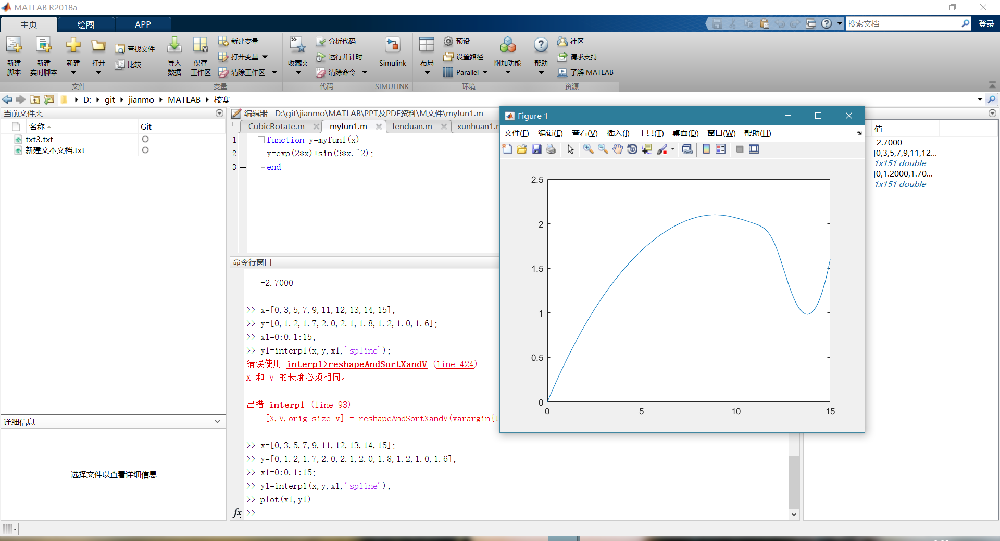 MATLAB R2018a
主页
绘图
APP
搜索文档
登录
新建
脚本
新建
实时脚本
新建
打开
查找文件
比较
导入
数据
保存
工作区
新建变量
打开变量
清除工作区
收藏夹
分析代码
运行并计时
清除命令
Simulink
布局
预设
设置路径
Parallel
附加功能
帮助
社区
请求支持
了解 MATLAB
文件
变量
代码
SIMULINK
环境
资源
D: git jianmo MATLAB 校赛
当前文件夹
名称 Git
txt3.txt
新建文本文档.txt
详细信息
选择文件以查看详细信息
编辑器 - D:\git\jianmo\MATLAB\PPT及PDF资料\M文件\myfun1.m
CubicRotate.m myfun1.m fenduan.m xunhuan1.m
1 function y=myfun1(x)
2 — y=exp(2*x)+sin(3*x.^2);
3 — end
命令行窗口
-2.7000
>> x=[0,3,5,7,9,11,12,13,14,15];
>> y=[0,1.2,1.7,2.0,2.1,1.8,1.2,1.0,1.6];
>> x1=0:0.1:15;
>> y1=interp1(x,y,x1,'spline');
错误使用 interp1>reshapeAndSortXandV (line 424)
X 和 V 的长度必须相同。
出错 interp1 (line 93)
[X,V,orig_size_v] = reshapeAndSortXandV(varargin{1
>> x=[0,3,5,7,9,11,12,13,14,15];
>> y=[0,1.2,1.7,2.0,2.1,2.0,1.8,1.2,1.0,1.6];
>> x1=0:0.1:15;
>> y1=interp1(x,y,x1,'spline');
>> plot(x1,y1)
fx >>
Figure 1
文件(F) 编辑(E) 查看(V) 插入(I) 工具(T) 桌面(D) 窗口(W) 帮助(H)
2.5
2
1.5
1
0.5
0
0 5 10 15
值
-2.7000
[0,3,5,7,9,11,12...
1x151 double
[0,1.2000,1.70...
1x151 double